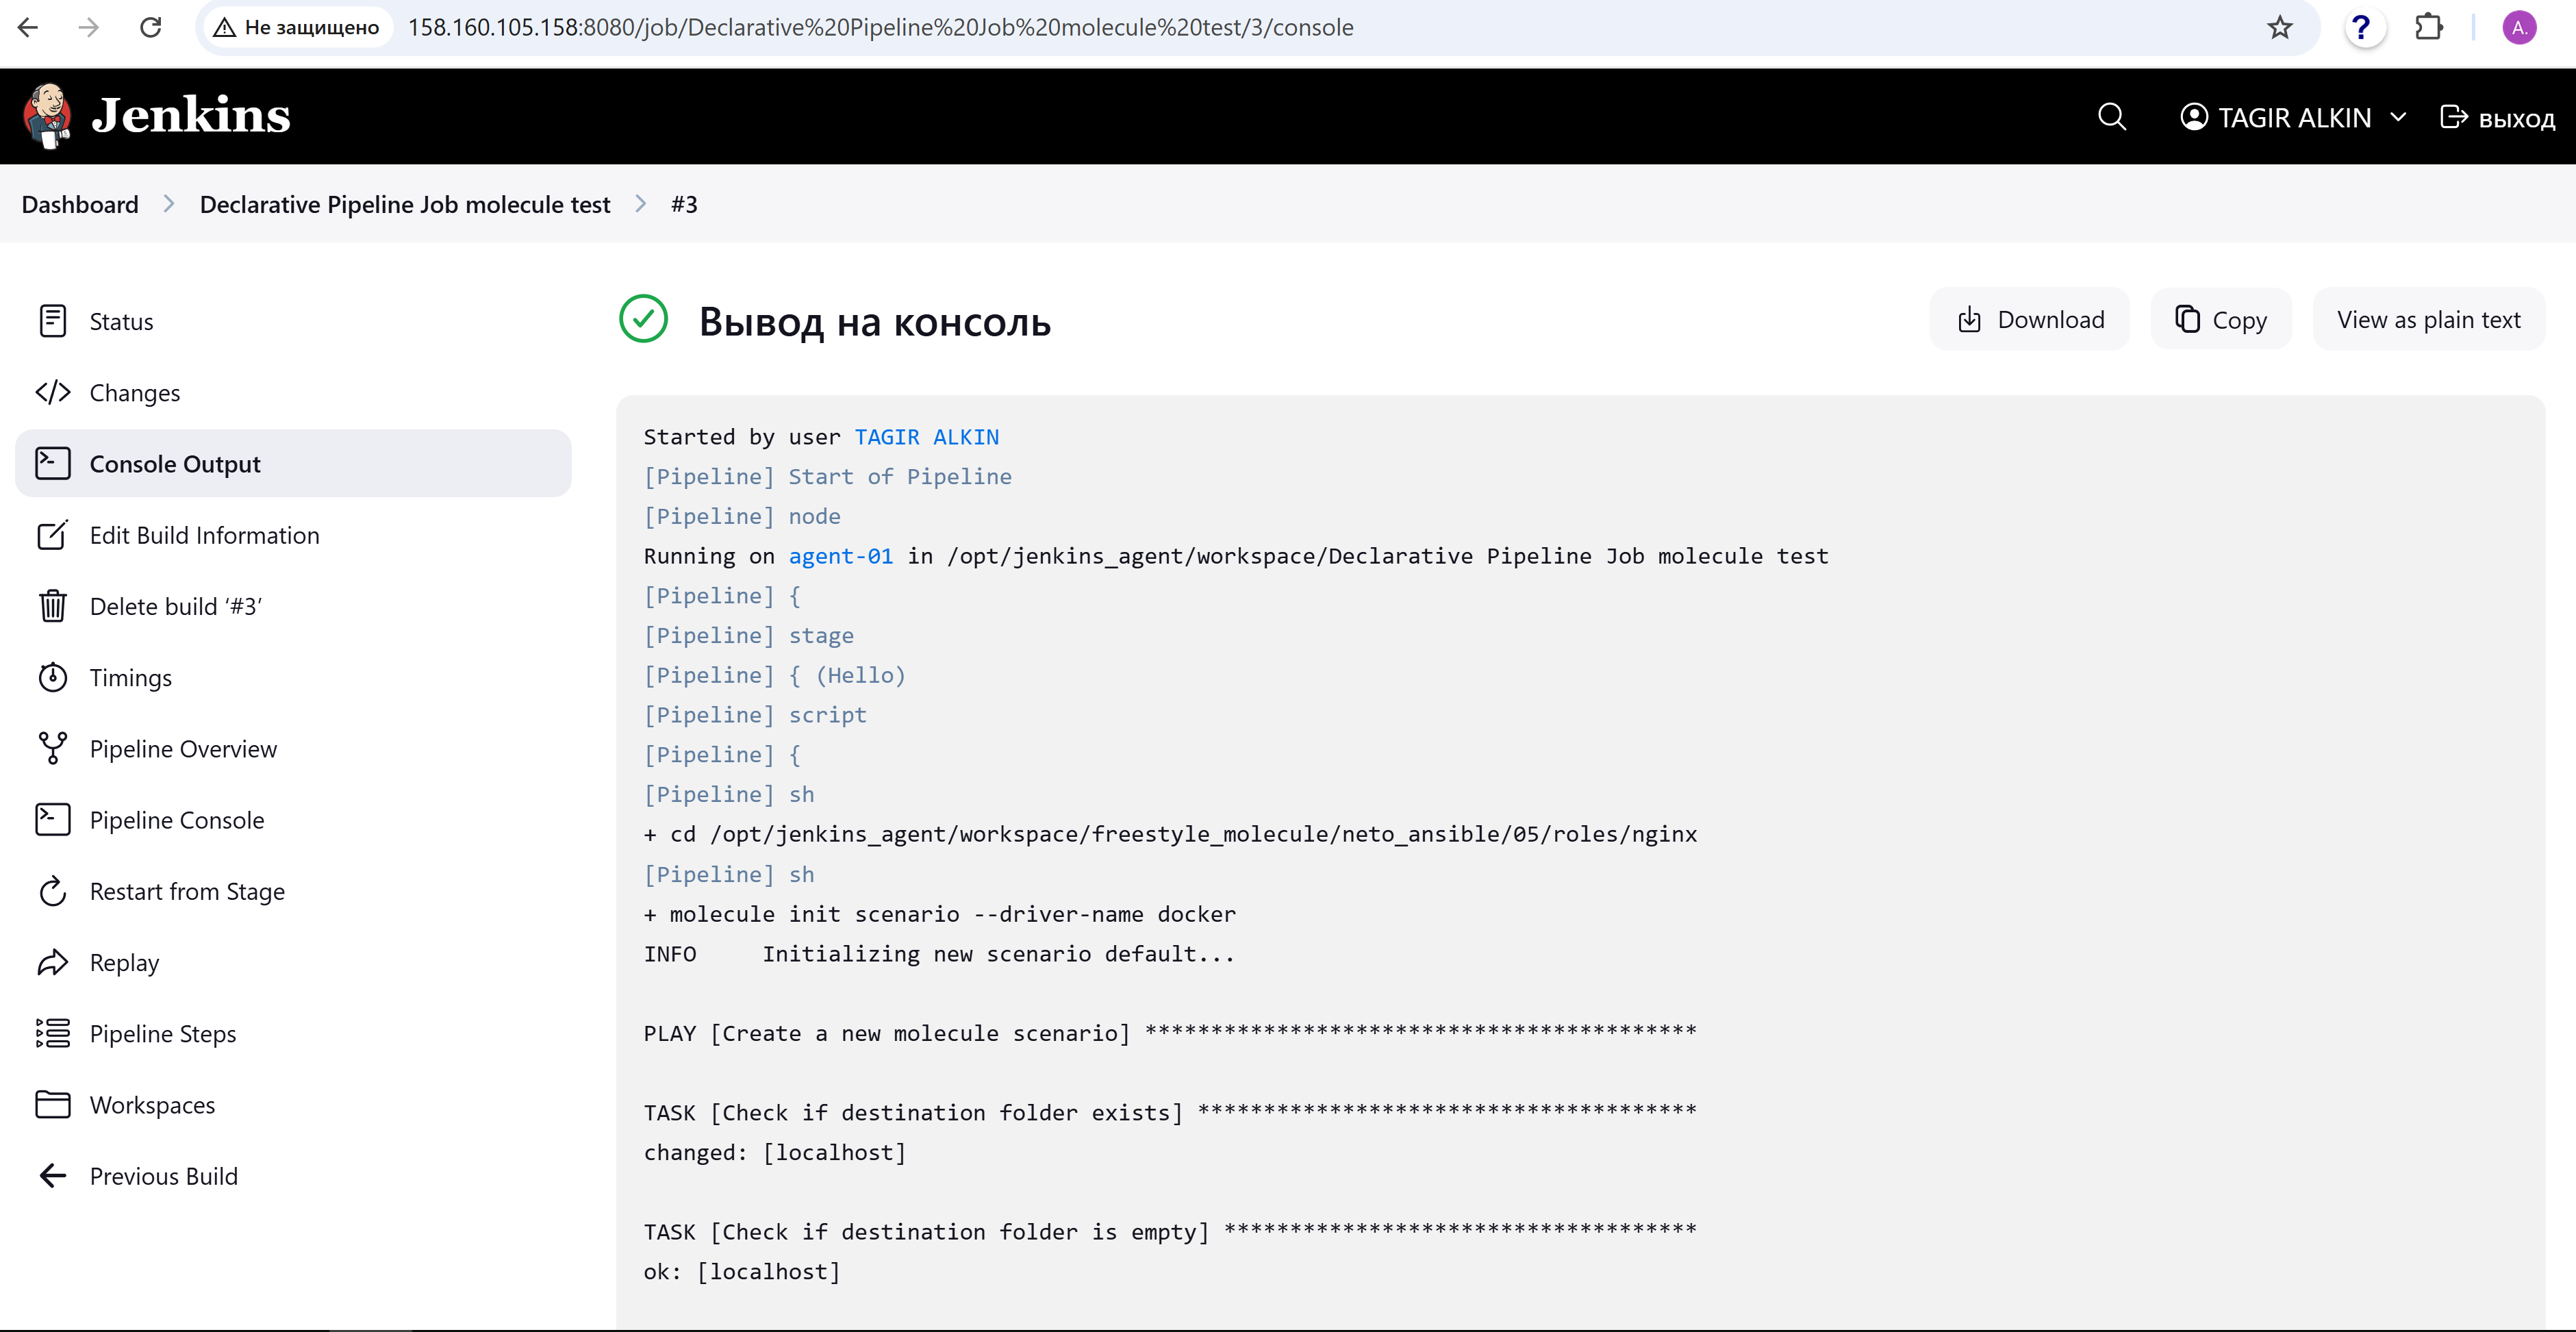 Не защищено 158.160.105.158:8080/job/Declarative%20Pipeline%20Job%20molecule%20test/3/console ? A.
Jenkins TAGIR ALKIN выход
Dashboard Declarative Pipeline Job molecule test #3
Status
Changes
Console Output
Edit Build Information
Delete build ‘#3’
Timings
Pipeline Overview
Pipeline Console
Restart from Stage
Replay
Pipeline Steps
Workspaces
Previous Build
Вывод на консоль Download Copy View as plain text
Started by user TAGIR ALKIN
[Pipeline] Start of Pipeline
[Pipeline] node
Running on agent-01 in /opt/jenkins_agent/workspace/Declarative Pipeline Job molecule test
[Pipeline] {
[Pipeline] stage
[Pipeline] { (Hello)
[Pipeline] script
[Pipeline] {
[Pipeline] sh
+ cd /opt/jenkins_agent/workspace/freestyle_molecule/neto_ansible/05/roles/nginx
[Pipeline] sh
+ molecule init scenario --driver-name docker
INFO     Initializing new scenario default...
PLAY [Create a new molecule scenario] ******************************************
TASK [Check if destination folder exists] **************************************
changed: [localhost]
TASK [Check if destination folder is empty] ************************************
ok: [localhost]